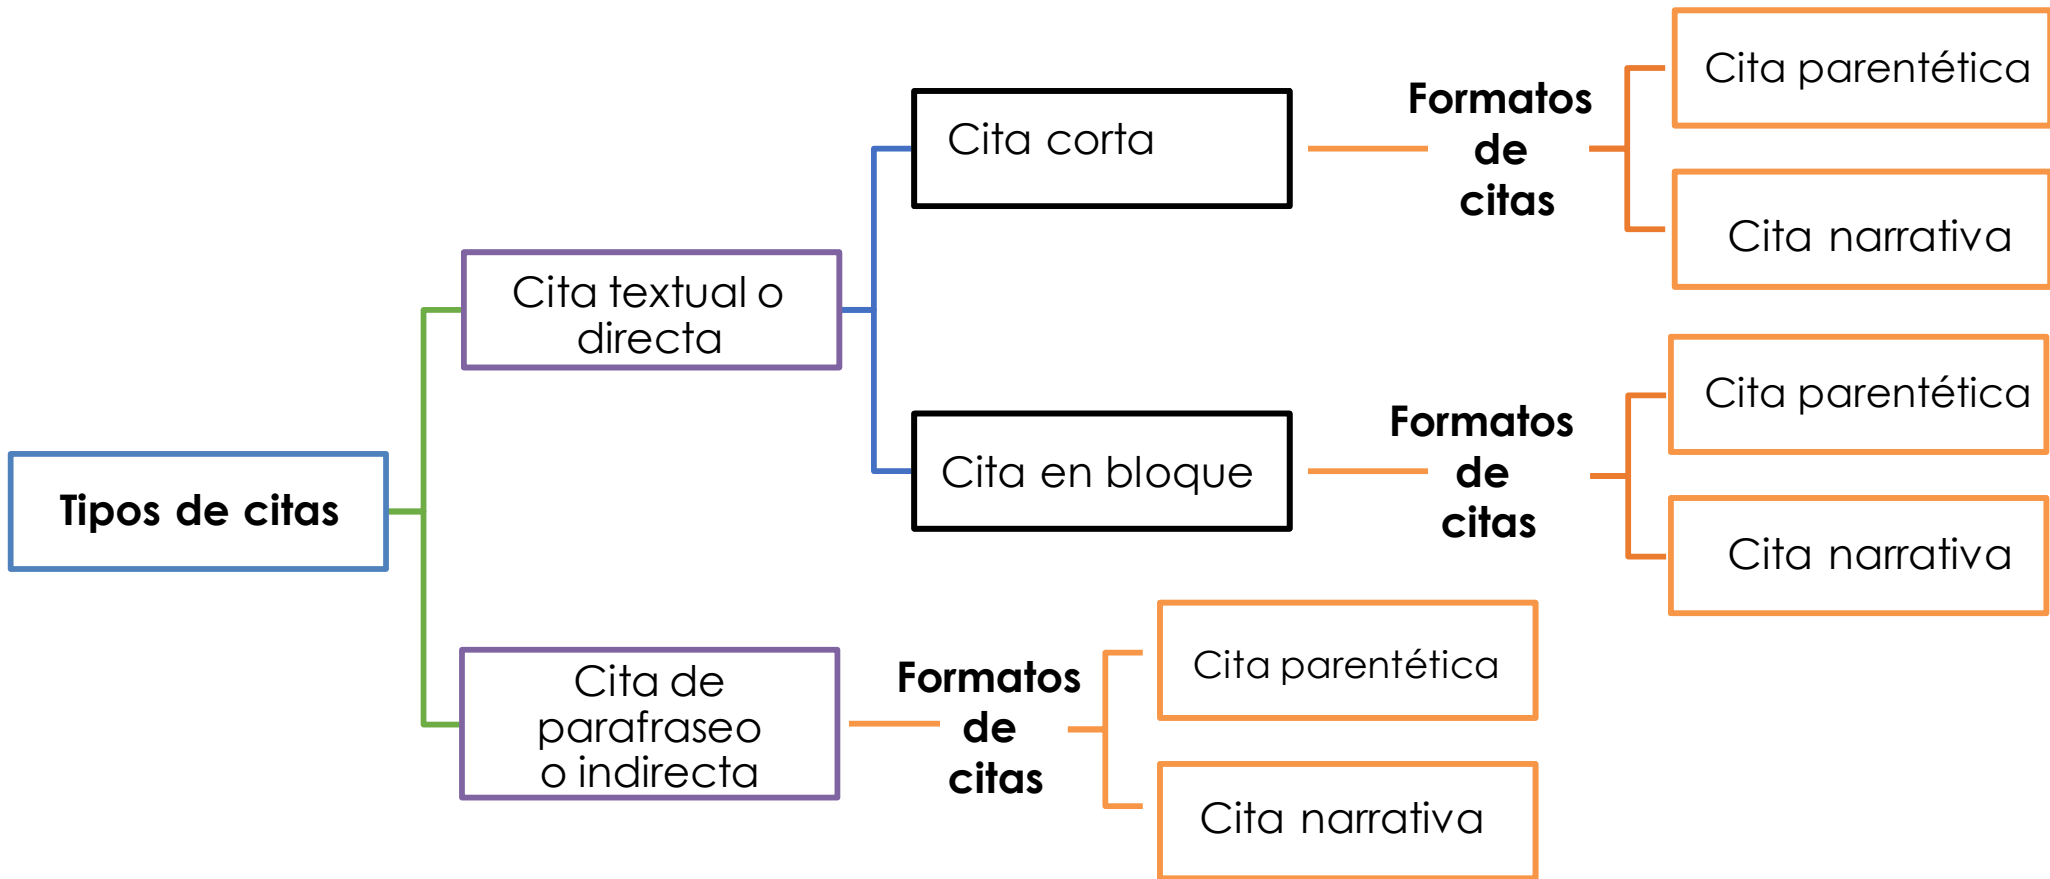 Tipos de citas
Cita textual o
directa
Cita corta
Formatos
de
citas
Cita parentética
Cita narrativa
Cita en bloque
Formatos
de
citas
Cita parentética
Cita narrativa
Cita de
parafraseo
o indirecta
Formatos
de
citas
Cita parentética
Cita narrativa